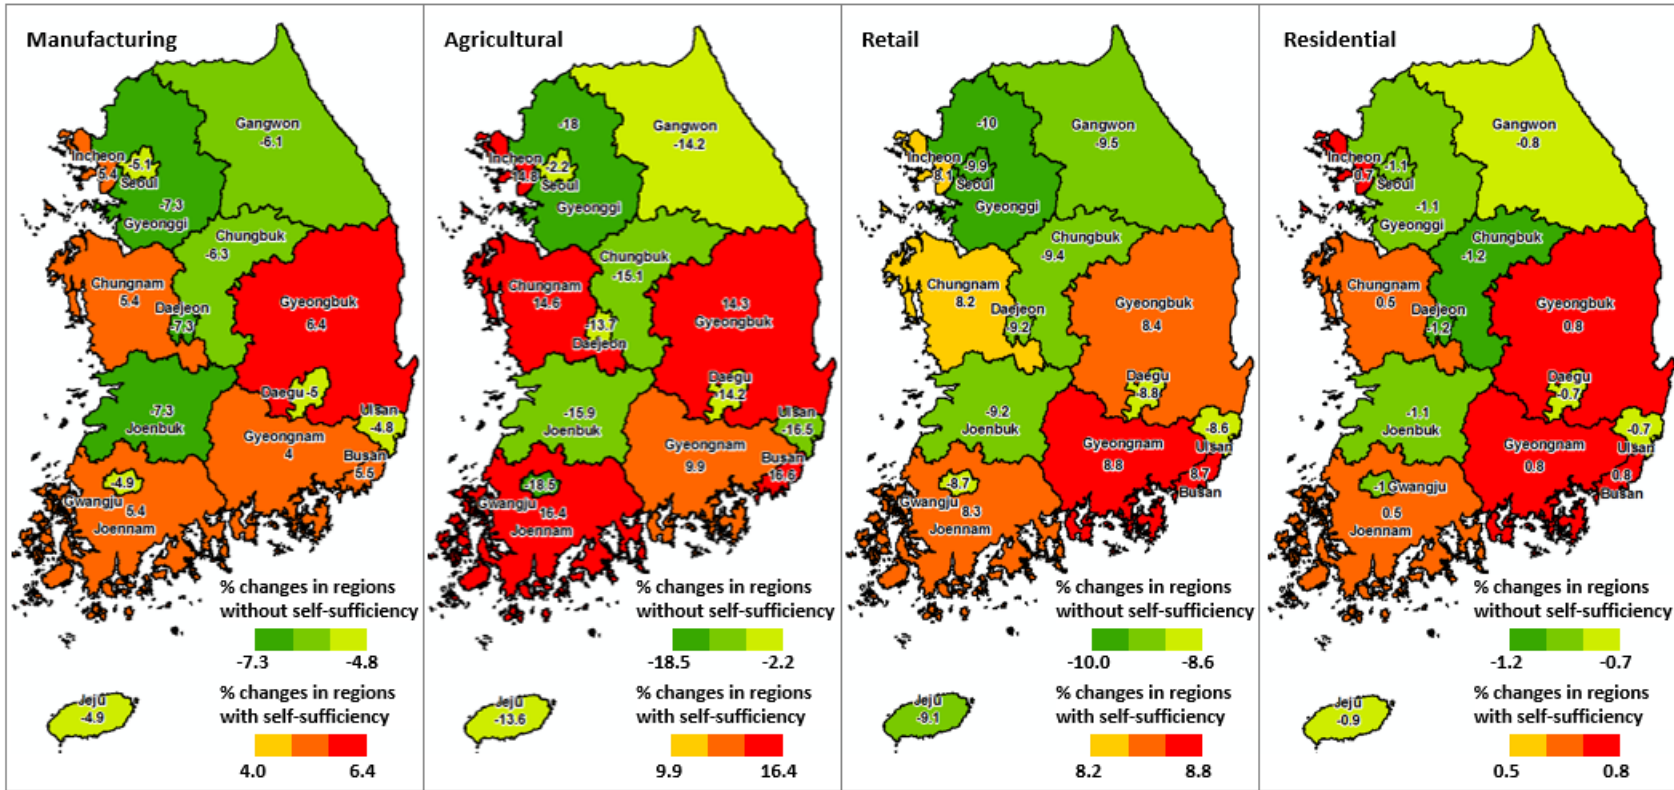 Manufacturing
Gangwon
-6.1
Incheon
5.4
-5.1
Seoul
-7.3
Gyeonggi
Chungbuk
-6.3
Chungnam
5.4
Daejeon
-7.3
Gyeongbuk
6.4
Daegu -5
Ulsan
-4.8
-7.3
Joenbuk
Gyeongnam
4
Busan
5.5
-4.9
Gwangju
5.4
Joennam
% changes in regions
without self-sufficiency
-7.3 -4.8
Jeju
-4.9
% changes in regions
with self-sufficiency
4.0 6.4
Agricultural
-18
Gangwon
-14.2
Incheon
14.8
-2.2
Seoul
Gyeonggi
Chungbuk
-15.1
Chungnam
14.6
-13.7
Daejeon
14.3
Gyeongbuk
Daegu
-14.2
Ulsan
-16.5
-15.9
Joenbuk
Gyeongnam
9.9
Busan
16.6
-18.5
Gwangju
16.4
Joennam
% changes in regions
without self-sufficiency
-18.5 -2.2
Jeju
-13.6
% changes in regions
with self-sufficiency
9.9 16.4
Retail
-10
Gangwon
-9.5
Incheon
8.1
-9.9
Seoul
Gyeonggi
Chungbuk
-9.4
Chungnam
8.2
Daejeon
-9.2
Gyeongbuk
8.4
Daegu
-8.8
-8.6
Ulsan
-9.2
Joenbuk
Gyeongnam
8.8
8.7
Busan
-8.7
Gwangju
8.3
Joennam
% changes in regions
without self-sufficiency
-10.0 -8.6
Jeju
-9.1
% changes in regions
with self-sufficiency
8.2 8.8
Residential
Gangwon
-0.8
Incheon
0.7
-1.1
Seoul
-1.1
Gyeonggi
Chungbuk
-1.2
Chungnam
0.5
Daejeon
-1.2
Gyeongbuk
0.8
Daegu
-0.7
-0.7
Ulsan
-1.1
Joenbuk
Gyeongnam
0.8
0.8
Busan
-1 Gwangju
0.5
Joennam
% changes in regions
without self-sufficiency
-1.2 -0.7
Jeju
-0.9
% changes in regions
with self-sufficiency
0.5 0.8